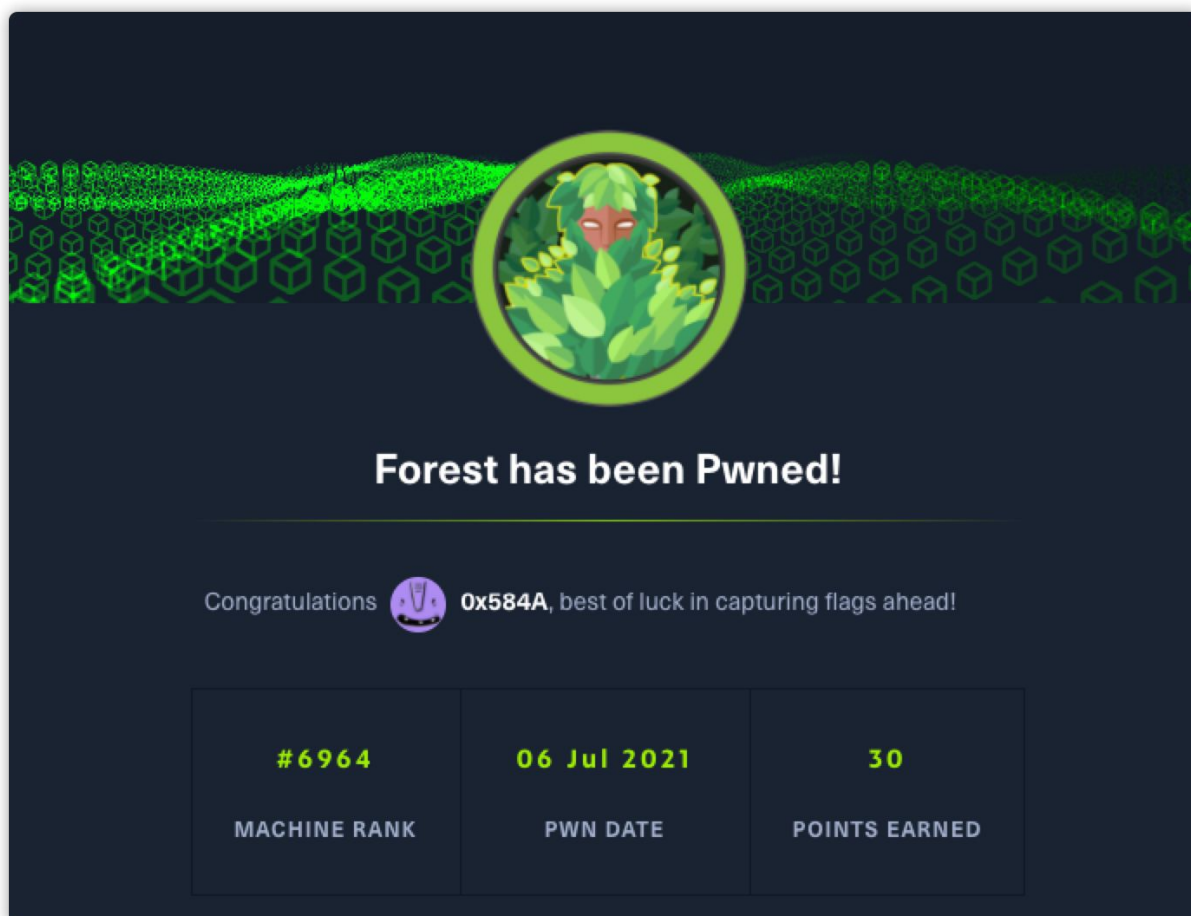 Forest has been Pwned!
Congratulations 0x584A, best of luck in capturing flags ahead!
#6964 06 Jul 2021 30
MACHINE RANK PWN DATE POINTS EARNED